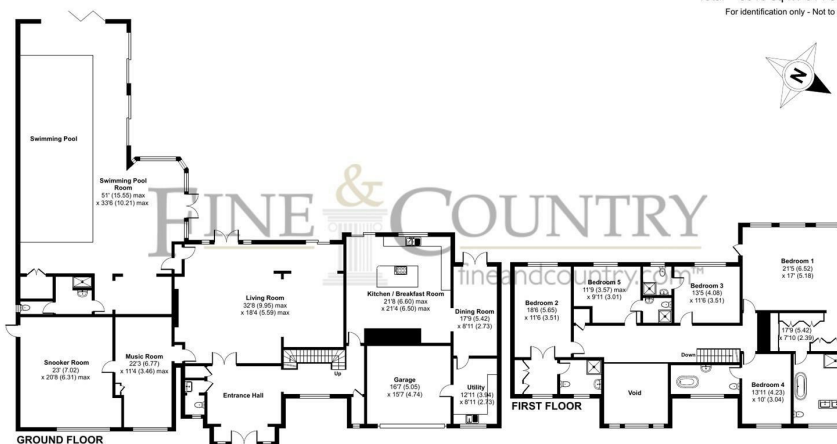 For identification only - Not to
N
Swimming Pool
Swimming Pool
Room
51' (15.55) max
x 33'6 (10.21) max
FINE & COUNTRY
fineandcountry.com™
Living Room
32'8 (9.95) max
x 18'4 (5.59) max
Kitchen / Breakfast Room
21'8 (6.60) max
x 21'4 (6.50) max
Dining Room
17'9 (5.42)
x 8'11 (2.73)
Snooker Room
23' (7.02)
x 20'8 (6.31) max
Music Room
22'3 (6.77)
x 11'4 (3.46) max
Entrance Hall
Up
Garage
16'7 (5.05)
x 15'7 (4.74)
Utility
12'11 (3.94)
x 8'11 (2.73)
GROUND FLOOR
Bedroom 2
18'6 (5.65)
x 11'6 (3.51)
Bedroom 5
11'9 (3.57) max
x 9'11 (3.01)
Bedroom 3
13'5 (4.08)
x 11'6 (3.51)
Bedroom 1
21'5 (6.52)
x 17' (5.18)
17'9 (5.42)
x 7'10 (2.39)
Down
Bedroom 4
13'11 (4.23)
x 10' (3.04)
Void
FIRST FLOOR